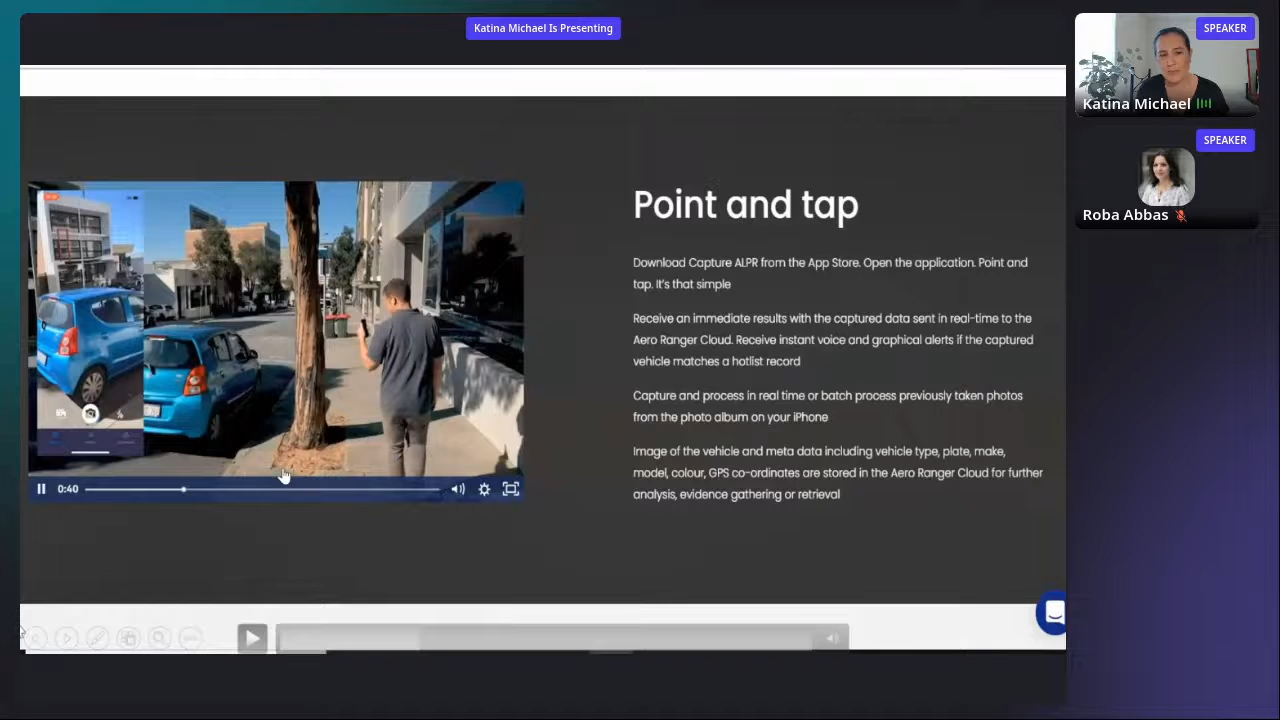 Katina Michael Is Presenting
SPEAKER
Katina Michael
SPEAKER
Roba Abbas
Point and tap
Download Capture ALPR from the App Store. Open the application. Point and
tap. It's that simple
Receive an immediate results with the captured data sent in real-time to the
Aero Ranger Cloud. Receive instant voice and graphical alerts if the captured
vehicle matches a hotlist record
Capture and process in real time or batch process previously taken photos
from the photo album on your iPhone
Image of the vehicle and meta data including vehicle type, plate, make,
model, colour, GPS co-ordinates are stored in the Aero Ranger Cloud for further
analysis, evidence gathering or retrieval
0:40